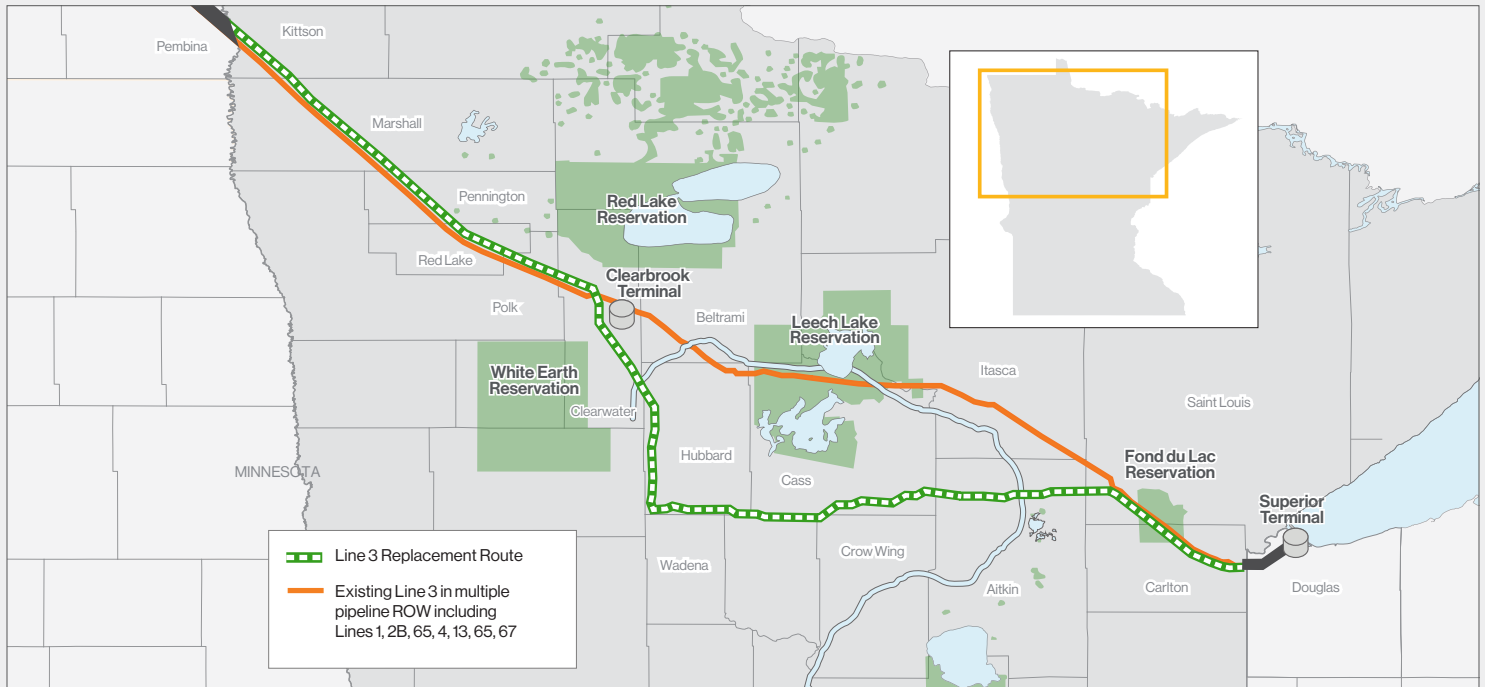 Kittson
Pembina
Marshall
Pennington
Red Lake
Reservation
Red Lake
Clearbrook
Terminal
Polk
Beltrami
Leech Lake
Reservation
White Earth
Reservation
Itasca
Clearwater
Saint Louis
Hubbard
Fond du Lac
Reservation
MINNESOTA
Cass
Superior
Terminal
Line 3 Replacement Route
Crow Wing
Wadena
Existing Line 3 in multiple
pipeline ROW including
Lines 1, 2B, 65, 4, 13, 65, 67
Aitkin
Carlton
Douglas